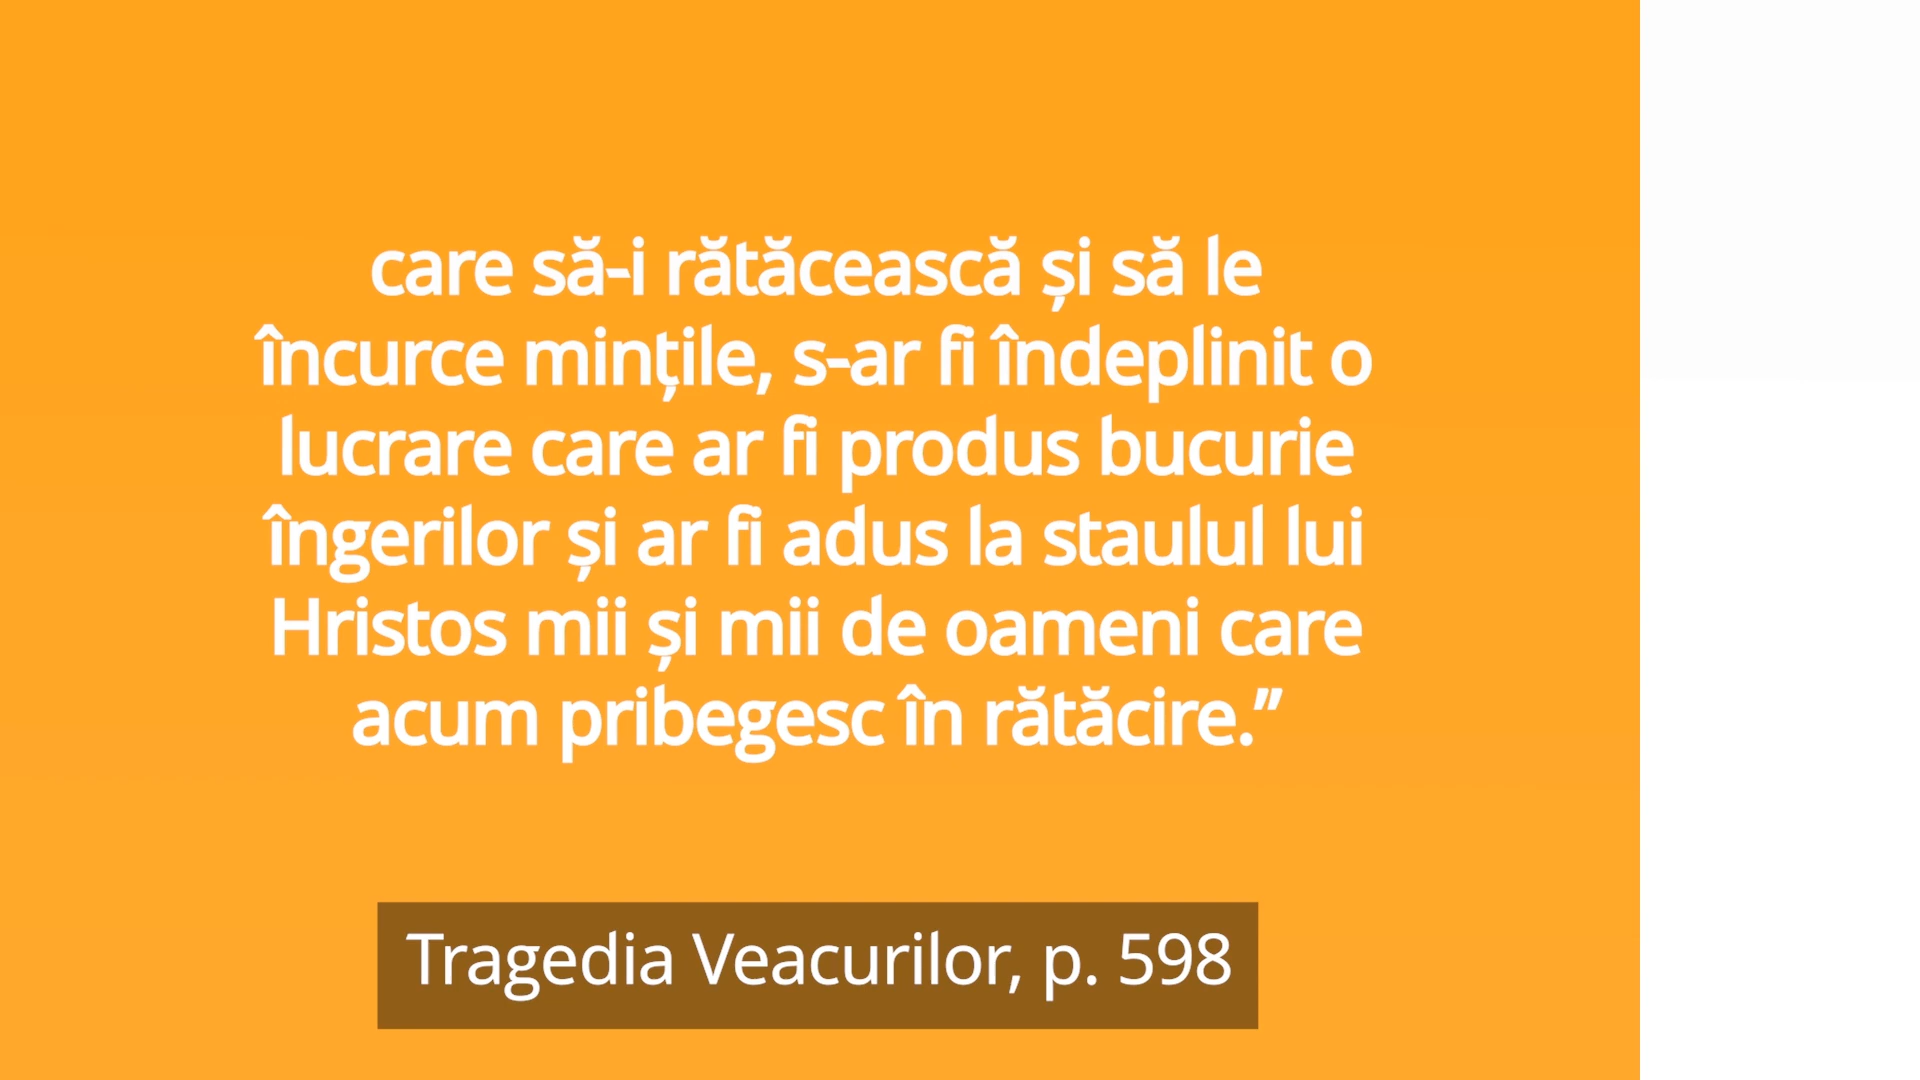 care să-i rătăcească și să le
încurce mințile, s-ar fi îndeplinit o
lucrare care ar fi produs bucurie
îngerilor și ar fi adus la staulul lui
Hristos mii și mii de oameni care
acum pribegesc în rătăcire.”
Tragedia Veacurilor, p. 598